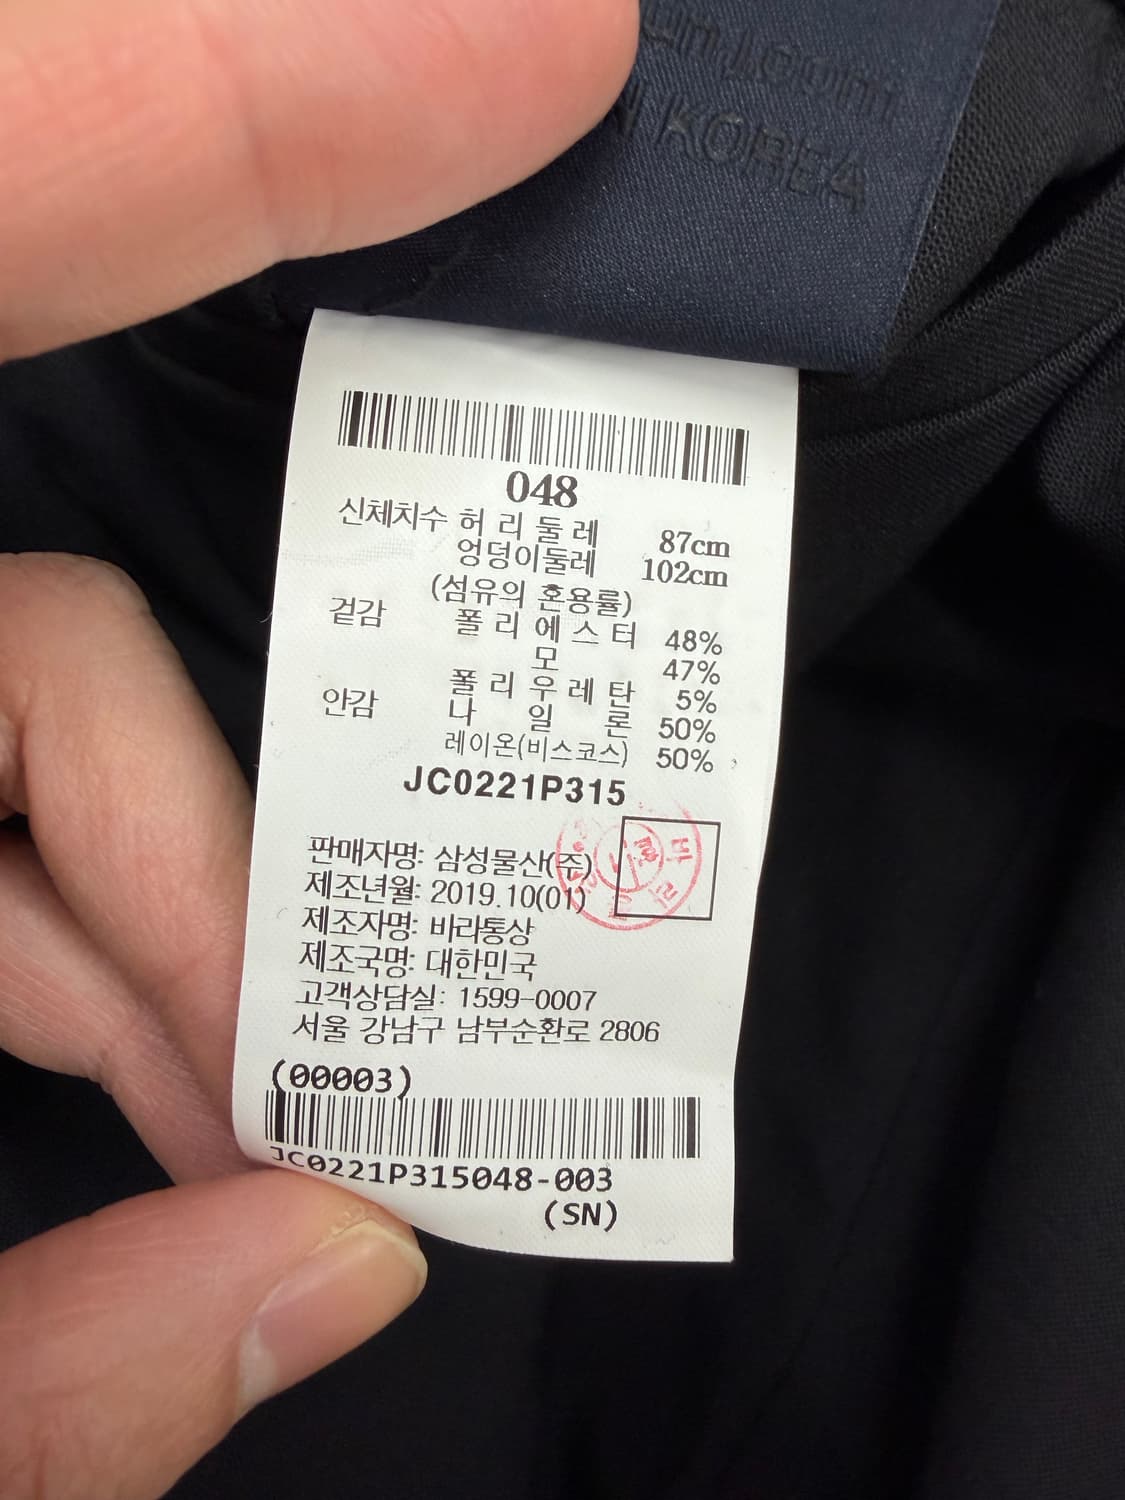 KOREA
048
신체치수 허 리 둘 레 87cm
엉덩이둘레 102cm
(섬유의 혼용률)
겉감 폴 리 에 스 터 48%
모 47%
폴 리 우 레 탄 5%
안감 나 일 론 50%
레이온(비스코스) 50%
JC0221P315
판매자명: 삼성물산(주)
제조년월: 2019.10(01)
제조자명: 바라통상
제조국명: 대한민국
고객상담실: 1599-0007
서울 강남구 남부순환로 2806
(00003)
JC0221P315048-003
(SN)